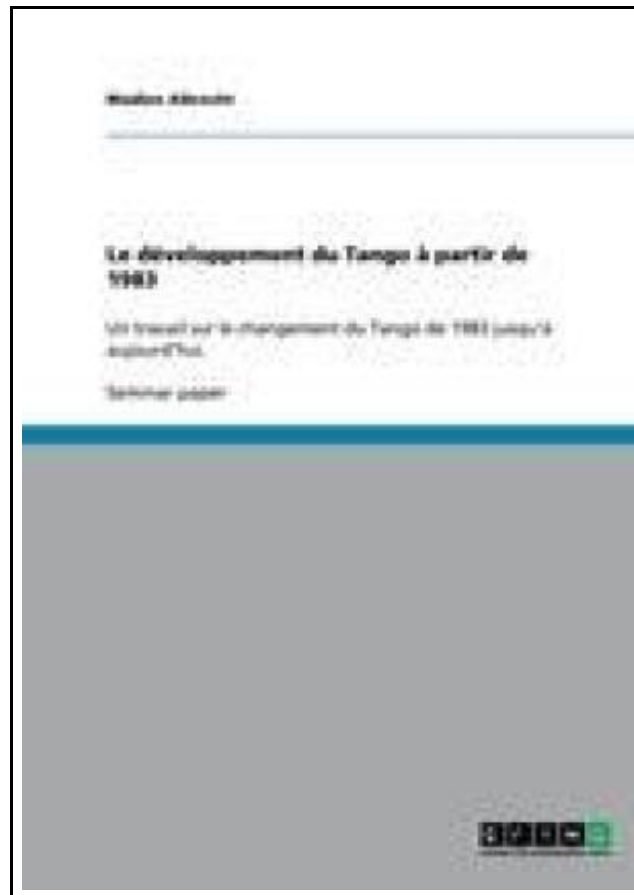 Le développement du Tango à partir de
1983
Un travail sur le changement du Tango de 1983 jusqu'à
aujourd'hui.
Seminar paper
GRIN